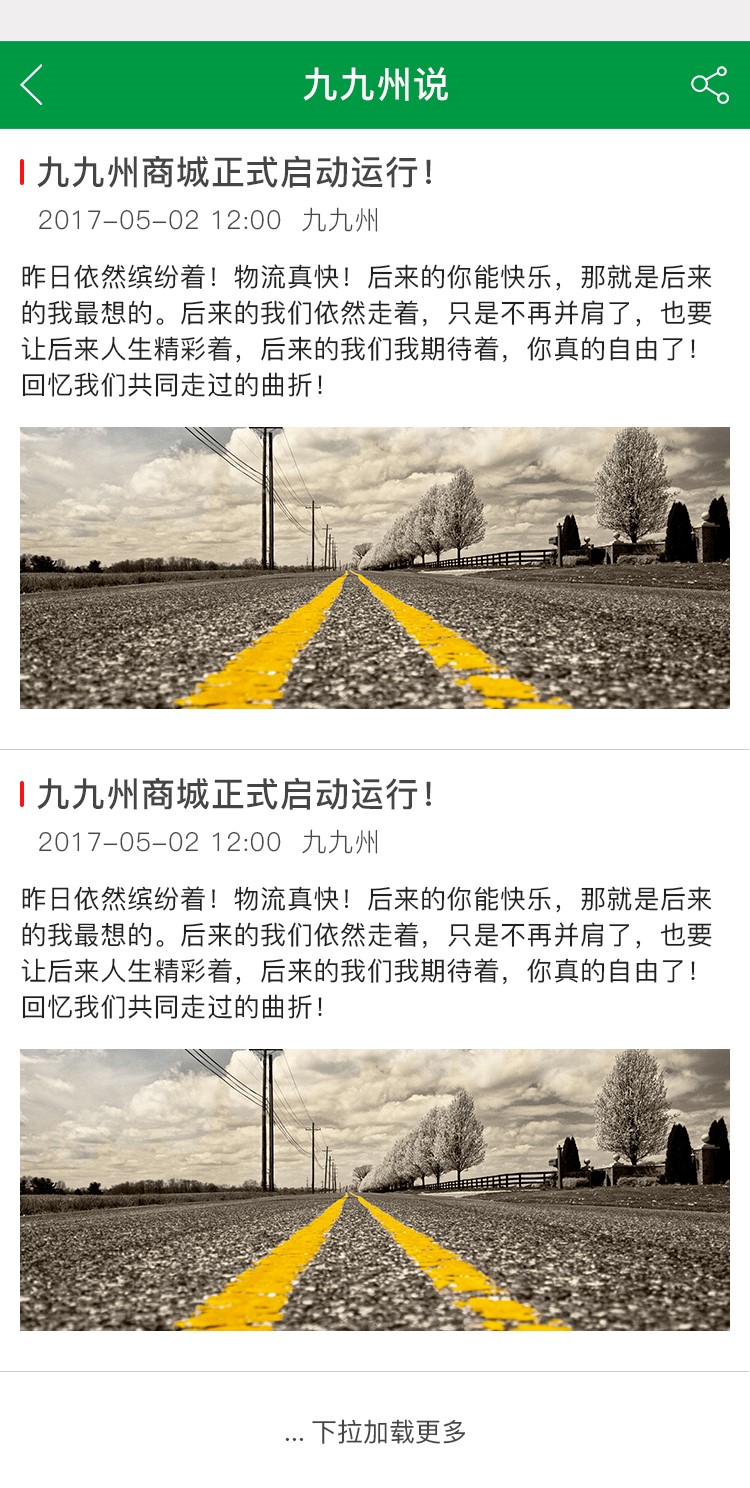 九九州说
九九州商城正式启动运行！
2017-05-02 12:00 九九州
昨日依然缤纷着！物流真快！后来的你能快乐，那就是后来
的我最想的。后来的我们依然走着，只是不再并肩了，也要
让后来人生精彩着，后来的我们我期待着，你真的自由了！
回忆我们共同走过的曲折！
九九州商城正式启动运行！
2017-05-02 12:00 九九州
昨日依然缤纷着！物流真快！后来的你能快乐，那就是后来
的我最想的。后来的我们依然走着，只是不再并肩了，也要
让后来人生精彩着，后来的我们我期待着，你真的自由了！
回忆我们共同走过的曲折！
... 下拉加载更多